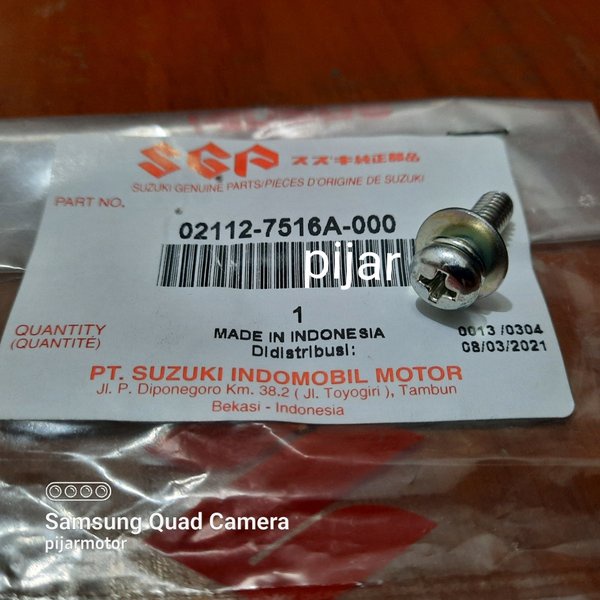 SGP スズキ純正部品
SUZUKI GENUINE PARTS/PIÈCES D'ORIGINE DE SUZUKI
PART NO.
02112-7516A-000
pijar
1
QUANTITY
(QUANTITÉ)
MADE IN INDONESIA
Didistribusi:
0013 /0304
08/03/2021
PT. SUZUKI INDOMOBIL MOTOR
Jl. P. Diponegoro Km. 38.2 ( Jl. Toyogiri ), Tambun
Bekasi - Indonesia
Samsung Quad Camera
pijarmotor